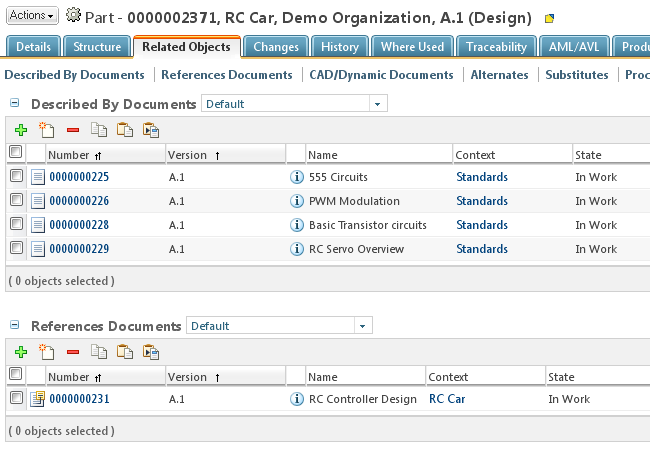 Actions Part - 0000002371, RC Car, Demo Organization, A.1 (Design)
Details Structure Related Objects Changes History Where Used Traceability AML/AVL Produ
Described By Documents References Documents CAD/Dynamic Documents Alternates Substitutes Proc
Described By Documents Default
Number Version Name Context State
0000000225 A.1 555 Circuits Standards In Work
0000000226 A.1 PWM Modulation Standards In Work
0000000228 A.1 Basic Transistor circuits Standards In Work
0000000229 A.1 RC Servo Overview Standards In Work
( 0 objects selected )
References Documents Default
Number Version Name Context State
0000000231 A.1 RC Controller Design RC Car In Work
( 0 objects selected )